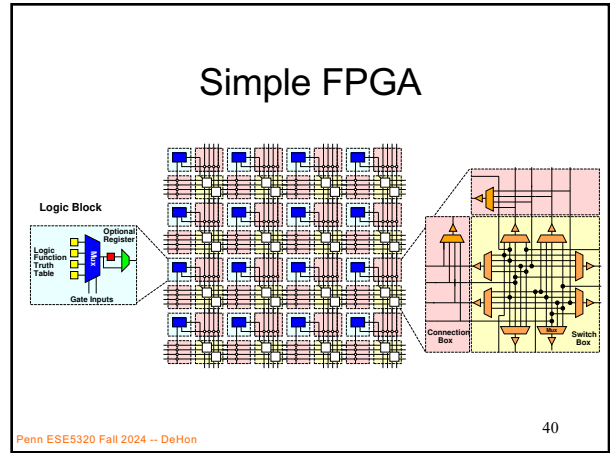 Simple FPGA
Logic Block
Optional
Register
Logic
Function
Truth
Table
Mux
Gate Inputs
Connection
Box
Mux
Switch
Box
Penn ESE5320 Fall 2024 -- DeHon
40